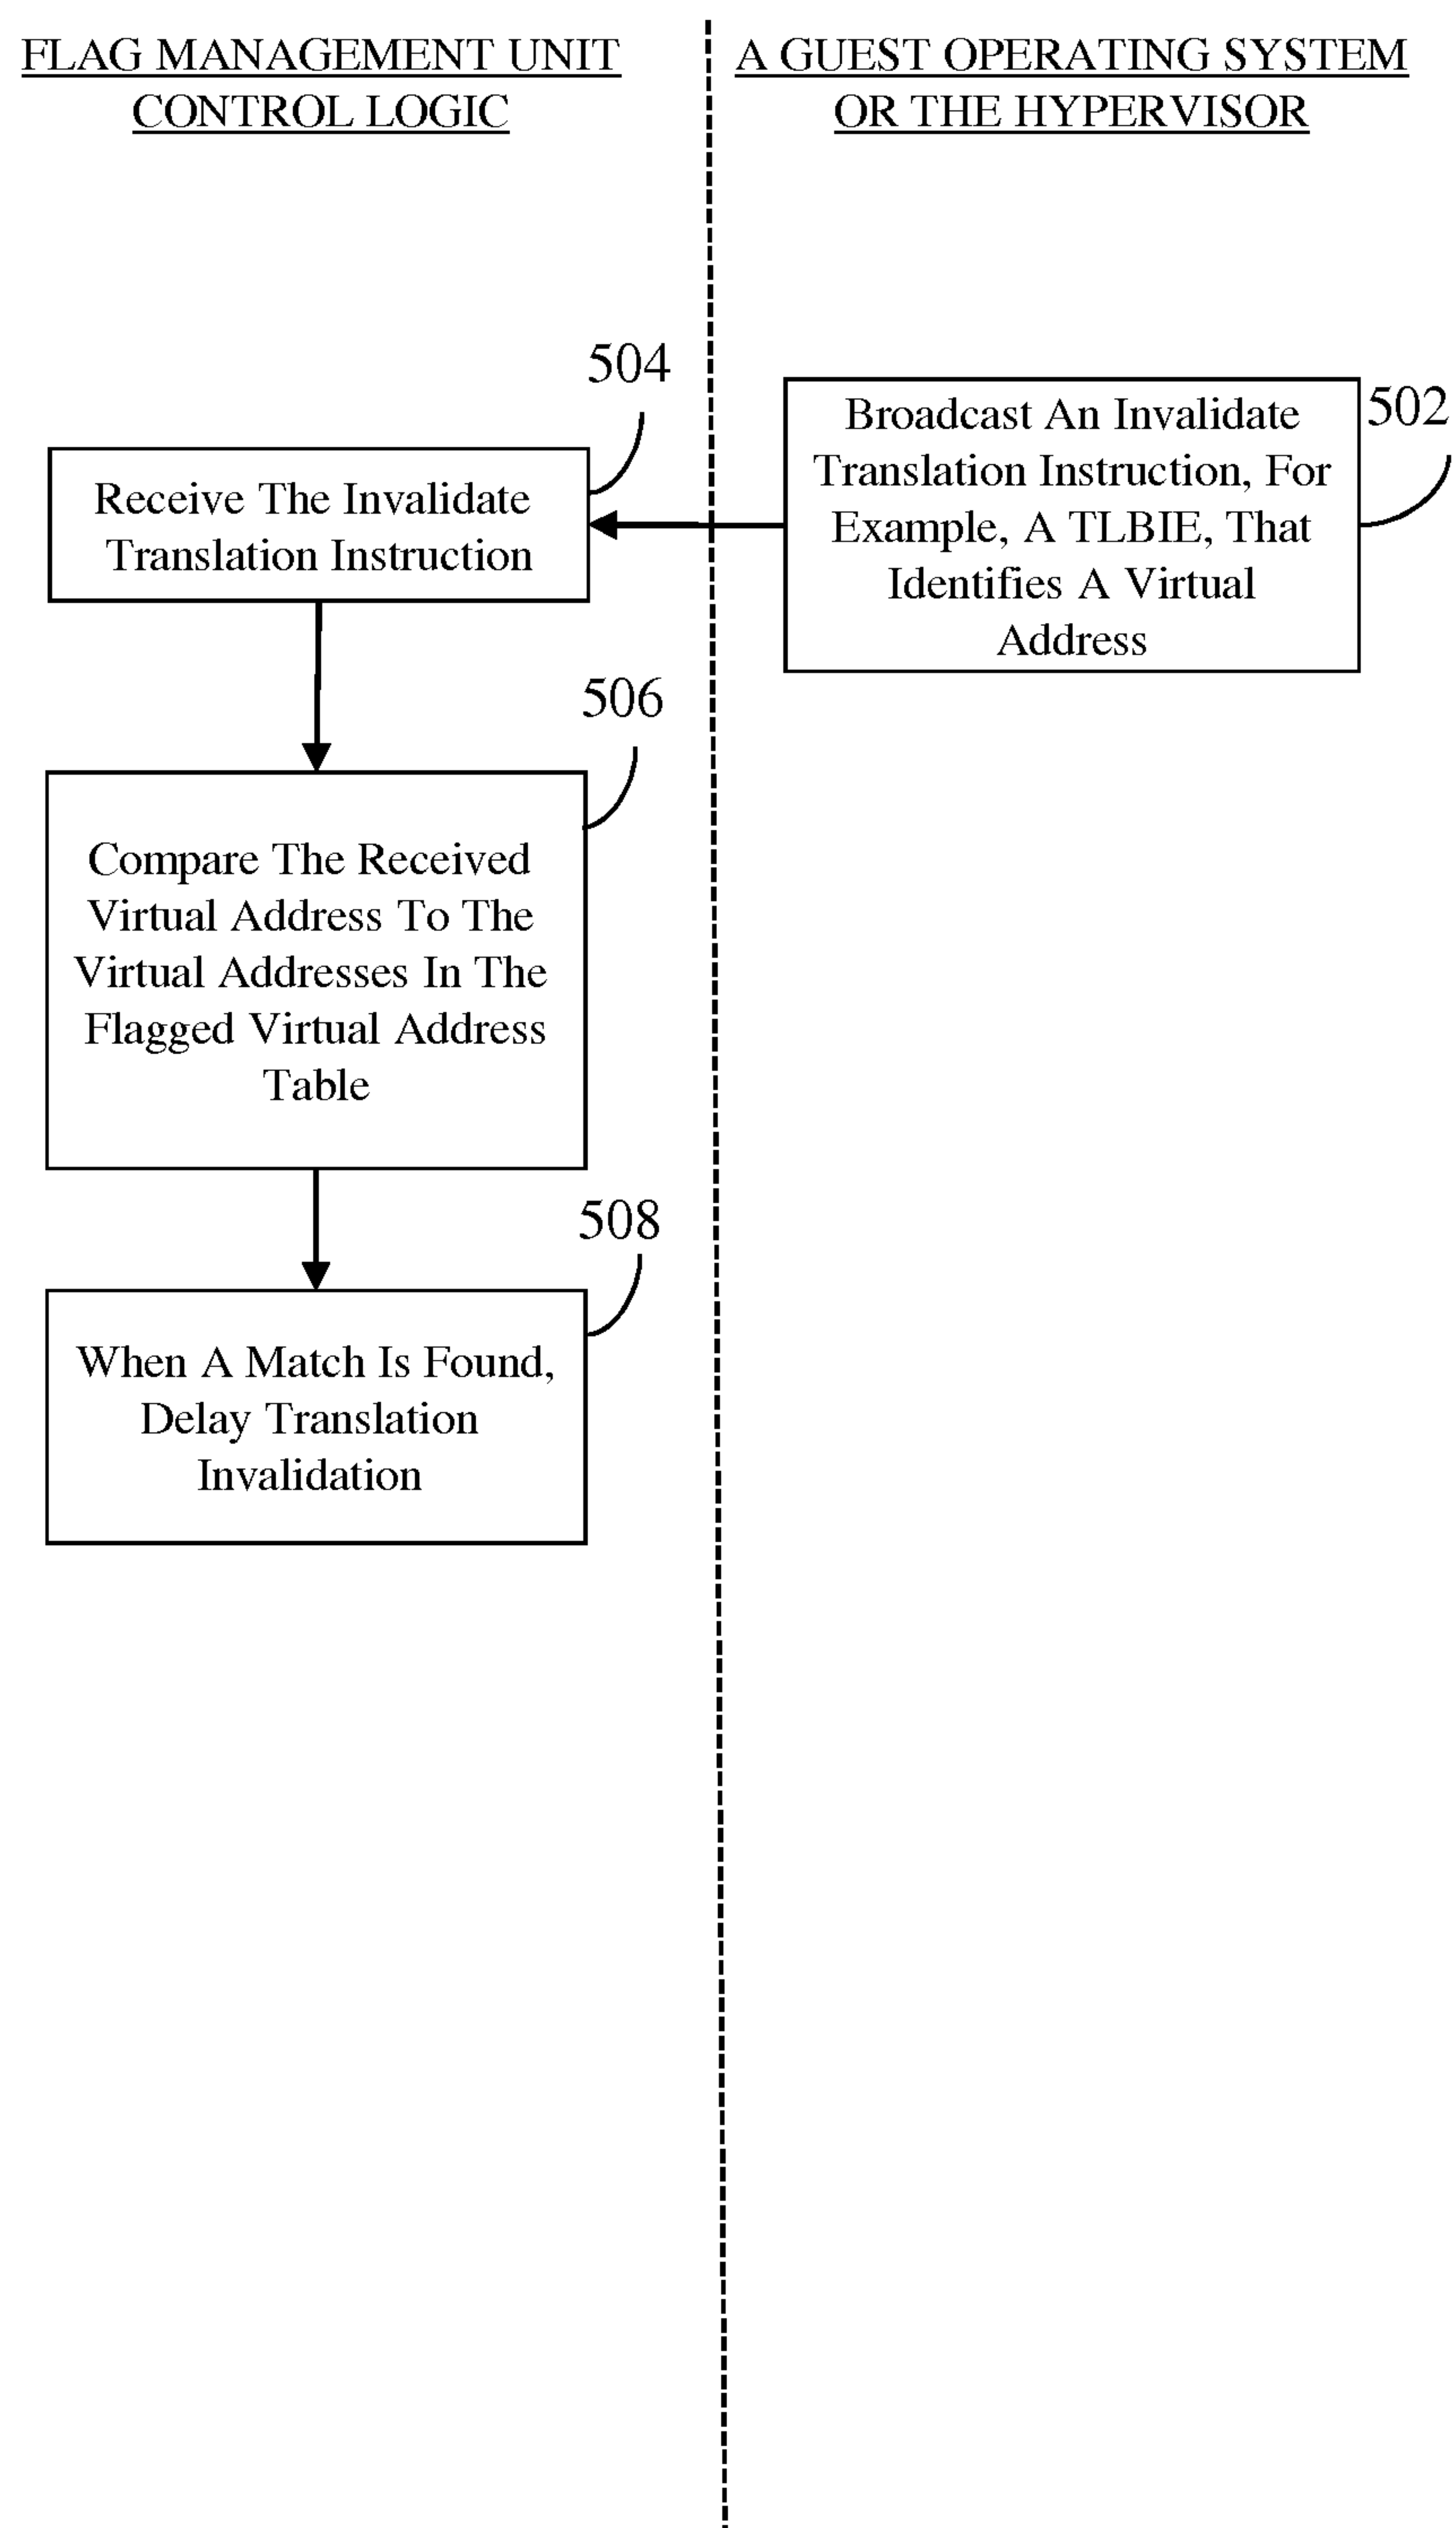 FLAG MANAGEMENT UNIT
CONTROL LOGIC
A GUEST OPERATING SYSTEM
OR THE HYPERVISOR
502
Broadcast An Invalidate
Translation Instruction, For
Example, A TLBIE, That
Identifies A Virtual
Address
504
Receive The Invalidate
Translation Instruction
506
Compare The Received
Virtual Address To The
Virtual Addresses In The
Flagged Virtual Address
Table
508
When A Match Is Found,
Delay Translation
Invalidation